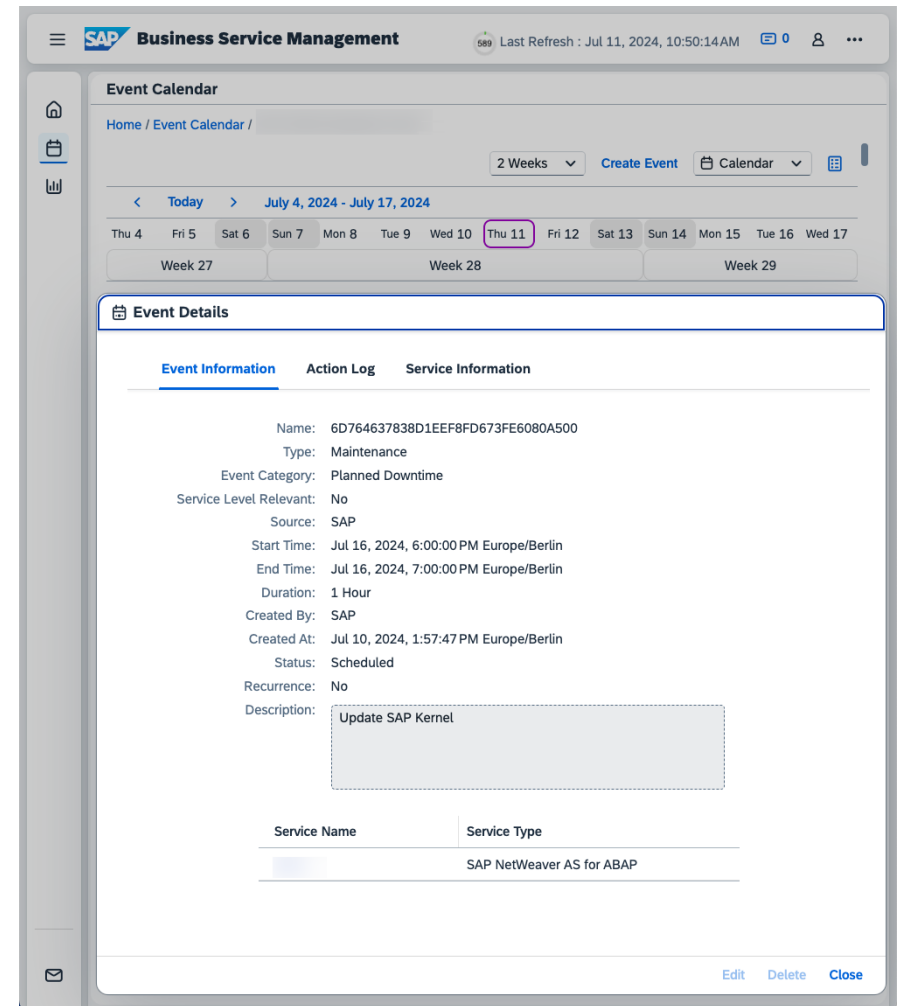 SAP Business Service Management 589 Last Refresh : Jul 11, 2024, 10:50:14 AM 0
Event Calendar
Home / Event Calendar /
2 Weeks Create Event Calendar
Today July 4, 2024 - July 17, 2024
Thu 4 Fri 5 Sat 6 Sun 7 Mon 8 Tue 9 Wed 10 Thu 11 Fri 12 Sat 13 Sun 14 Mon 15 Tue 16 Wed 17
Week 27 Week 28 Week 29
Event Details
Event Information Action Log Service Information
Name: 6D764637838D1EEF8FD673FE6080A500
Type: Maintenance
Event Category: Planned Downtime
Service Level Relevant: No
Source: SAP
Start Time: Jul 16, 2024, 6:00:00 PM Europe/Berlin
End Time: Jul 16, 2024, 7:00:00 PM Europe/Berlin
Duration: 1 Hour
Created By: SAP
Created At: Jul 10, 2024, 1:57:47 PM Europe/Berlin
Status: Scheduled
Recurrence: No
Description: Update SAP Kernel
Service Name Service Type
SAP NetWeaver AS for ABAP
Edit Delete Close